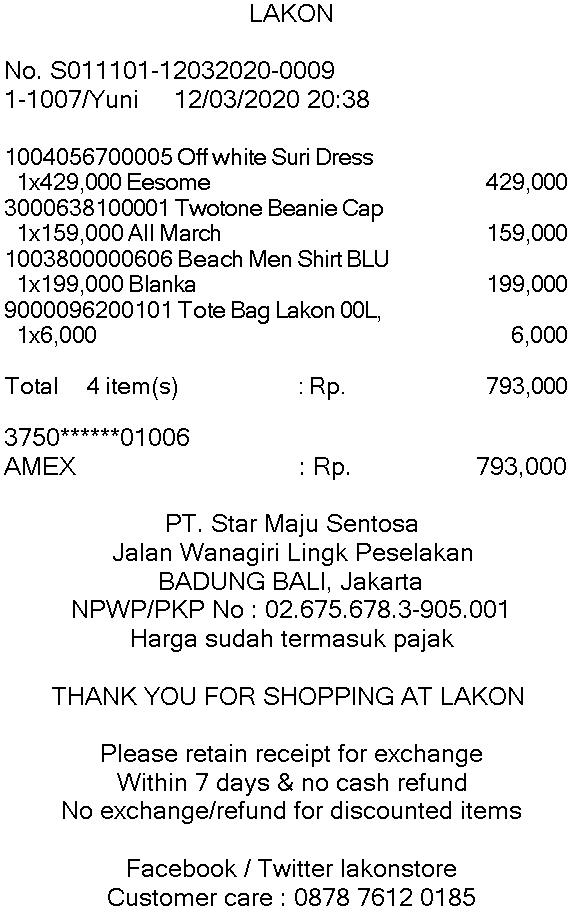 LAKON
No. S011101-12032020-0009
1-1007/Yuni 12/03/2020 20:38
1004056700005 Off white Suri Dress
1x429,000 Eesome 429,000
3000638100001 Twotone Beanie Cap
1x159,000 All March 159,000
1003800000606 Beach Men Shirt BLU
1x199,000 Blanka 199,000
9000096200101 Tote Bag Lakon 00L,
1x6,000 6,000
Total 4 item(s) : Rp. 793,000
3750******01006
AMEX : Rp. 793,000
PT. Star Maju Sentosa
Jalan Wanagiri Lingk Peselakan
BADUNG BALI, Jakarta
NPWP/PKP No : 02.675.678.3-905.001
Harga sudah termasuk pajak
THANK YOU FOR SHOPPING AT LAKON
Please retain receipt for exchange
Within 7 days & no cash refund
No exchange/refund for discounted items
Facebook / Twitter lakonstore
Customer care : 0878 7612 0185